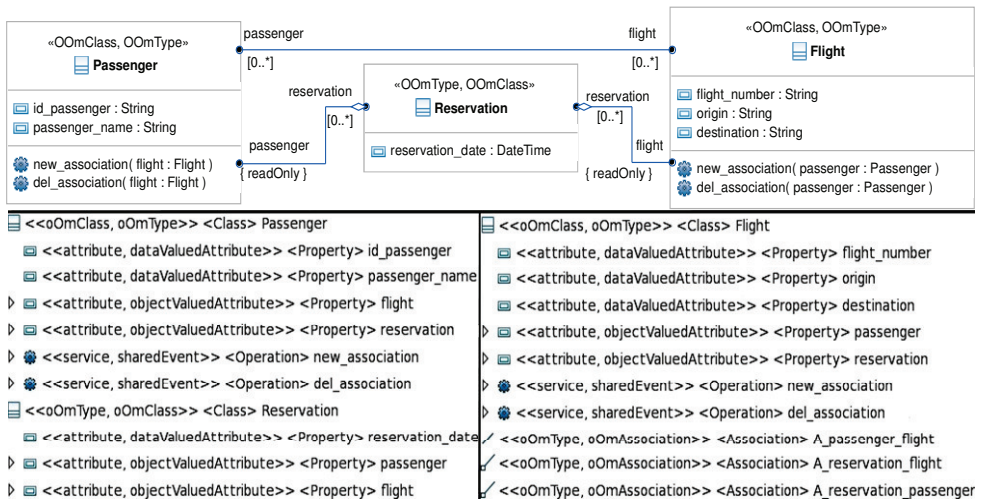 «OOmClass, OOmType»
Passenger
id_passenger : String
passenger_name : String
new_association( flight : Flight )
del_association( flight : Flight )
passenger
[0..*]
flight
[0..*]
reservation
[0..*]
passenger
{ readOnly }
«OOmType, OOmClass»
Reservation
reservation_date : DateTime
reservation
[0..*]
flight
{ readOnly }
«OOmClass, OOmType»
Flight
flight_number : String
origin : String
destination : String
new_association( passenger : Passenger )
del_association( passenger : Passenger )
<<oOmClass, oOmType>> <Class> Passenger
<<attribute, dataValuedAttribute>> <Property> id_passenger
<<attribute, dataValuedAttribute>> <Property> passenger_name
<<attribute, objectValuedAttribute>> <Property> flight
<<attribute, objectValuedAttribute>> <Property> reservation
<<service, sharedEvent>> <Operation> new_association
<<service, sharedEvent>> <Operation> del_association
<<oOmType, oOmClass>> <Class> Reservation
<<attribute, dataValuedAttribute>> <Property> reservation_date
<<attribute, objectValuedAttribute>> <Property> passenger
<<attribute, objectValuedAttribute>> <Property> flight
<<oOmClass, oOmType>> <Class> Flight
<<attribute, dataValuedAttribute>> <Property> flight_number
<<attribute, dataValuedAttribute>> <Property> origin
<<attribute, dataValuedAttribute>> <Property> destination
<<attribute, objectValuedAttribute>> <Property> passenger
<<attribute, objectValuedAttribute>> <Property> reservation
<<service, sharedEvent>> <Operation> new_association
<<service, sharedEvent>> <Operation> del_association
<<oOmType, oOmAssociation>> <Association> A_passenger_flight
<<oOmType, oOmAssociation>> <Association> A_reservation_flight
<<oOmType, oOmAssociation>> <Association> A_reservation_passenger